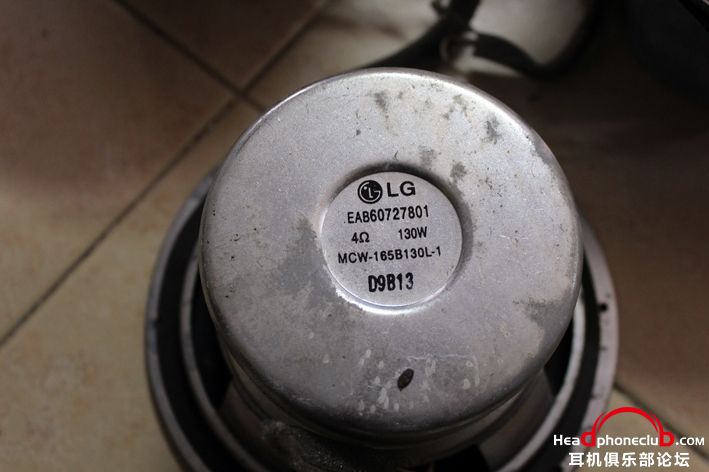 LG
EAB60727801
4Ω 130W
MCW-165B130L-1
D9B13
Headphoneclub.com
耳机俱乐部论坛